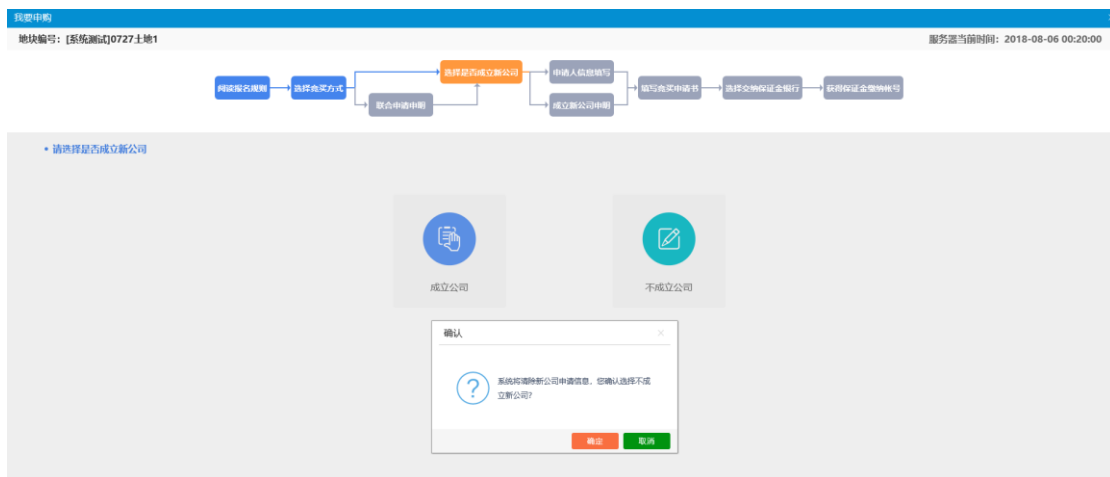 我要申购
地块编号：[系统测试]0727土地1
服务器当前时间：2018-08-06 00:20:00
选择是否成立新公司
申请人信息填写
阅读报名规则
选择竞买方式
填写竞买申请书
选择交纳保证金银行
获得保证金缴纳帐号
联合申请申明
成立新公司申明
请选择是否成立新公司
成立公司
不成立公司
确认
系统将清除新公司申请信息，您确认选择不成
立新公司?
确定
取消